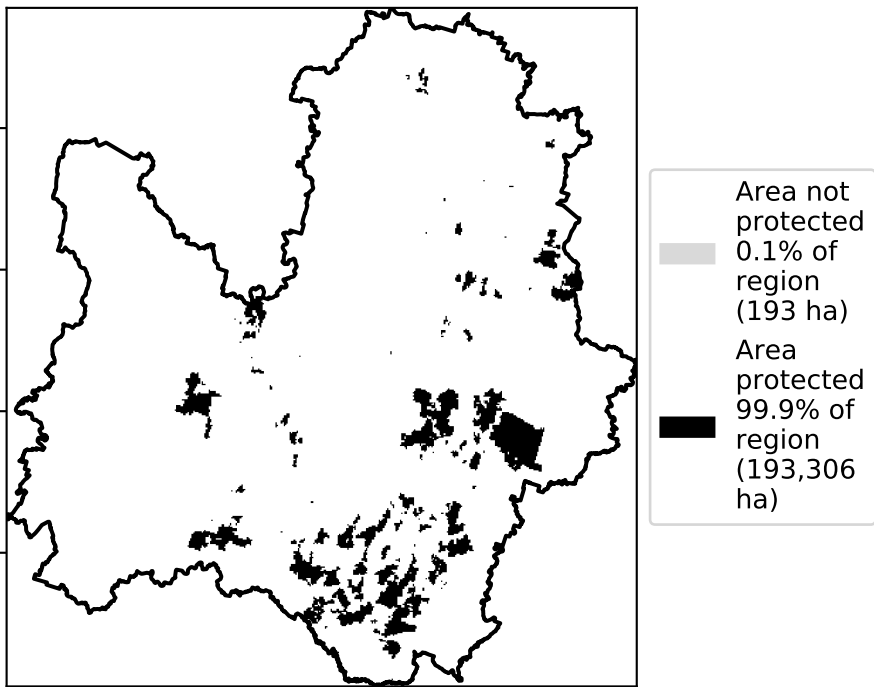 Area not
protected
0.1% of
region
(193 ha)
Area
protected
99.9% of
region
(193,306
ha)